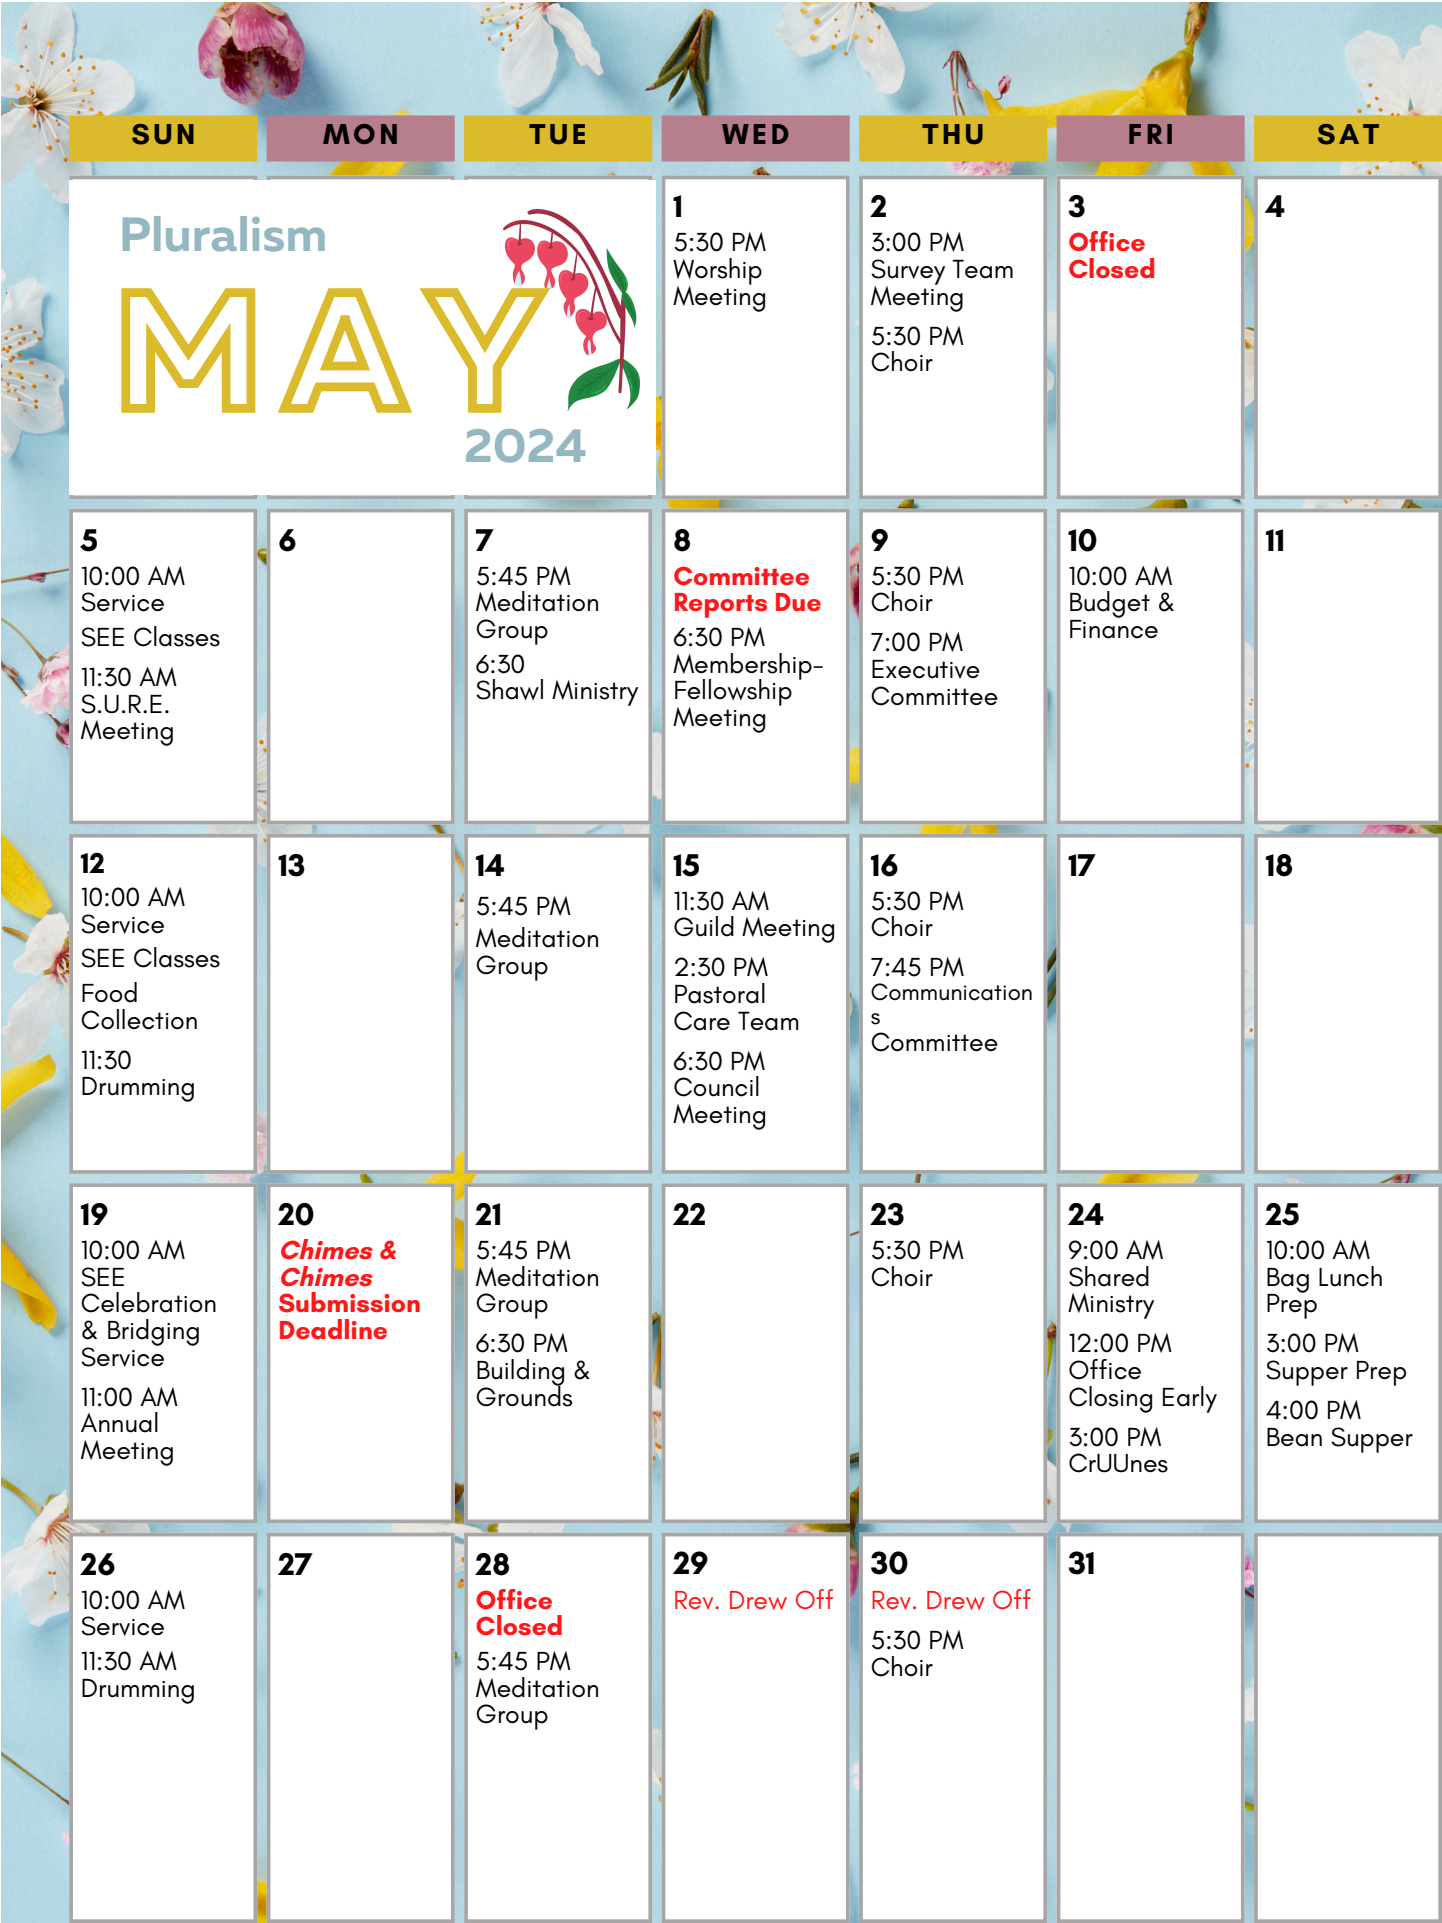 SUN MON TUE WED THU FRI SAT
Pluralism
MAY
2024
1
5:30 PM
Worship
Meeting
2
3:00 PM
Survey Team
Meeting
5:30 PM
Choir
3
Office
Closed
4
5
10:00 AM
Service
SEE Classes
11:30 AM
S.U.R.E.
Meeting
6
7
5:45 PM
Meditation
Group
6:30
Shawl Ministry
8
Committee
Reports Due
6:30 PM
Membership-
Fellowship
Meeting
9
5:30 PM
Choir
7:00 PM
Executive
Committee
10
10:00 AM
Budget &
Finance
11
12
10:00 AM
Service
SEE Classes
Food
Collection
11:30
Drumming
13
14
5:45 PM
Meditation
Group
15
11:30 AM
Guild Meeting
2:30 PM
Pastoral
Care Team
6:30 PM
Council
Meeting
16
5:30 PM
Choir
7:45 PM
Communication
s
Committee
17
18
19
10:00 AM
SEE
Celebration
& Bridging
Service
11:00 AM
Annual
Meeting
20
Chimes &
Chimes
Submission
Deadline
21
5:45 PM
Meditation
Group
6:30 PM
Building &
Grounds
22
23
5:30 PM
Choir
24
9:00 AM
Shared
Ministry
12:00 PM
Office
Closing Early
3:00 PM
CrUUnes
25
10:00 AM
Bag Lunch
Prep
3:00 PM
Supper Prep
4:00 PM
Bean Supper
26
10:00 AM
Service
11:30 AM
Drumming
27
28
Office
Closed
5:45 PM
Meditation
Group
29
Rev. Drew Off
30
Rev. Drew Off
5:30 PM
Choir
31